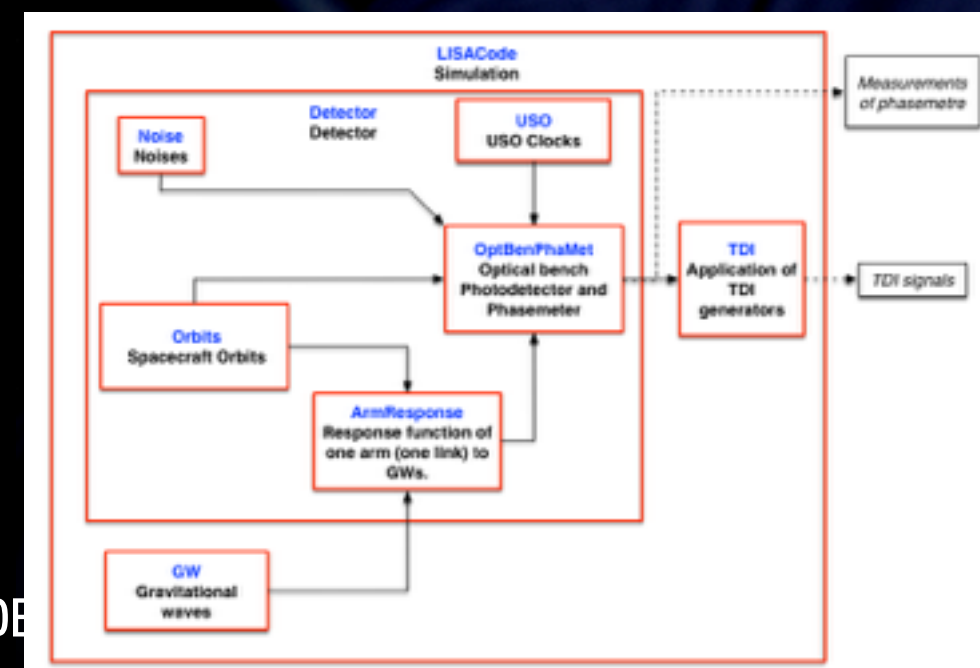 LISACode
Simulation
Detector
Detector
Noise
Noises
USO
USO Clocks
Measurements
of phasemetre
OptBenPhaMet
Optical bench
Photodetector and
Phasemeter
TDI
Application of
TDI
generators
TDI signals
Orbits
Spacecraft Orbits
ArmResponse
Response function of
one arm (one link) to
GWs.
GW
Gravitational
waves